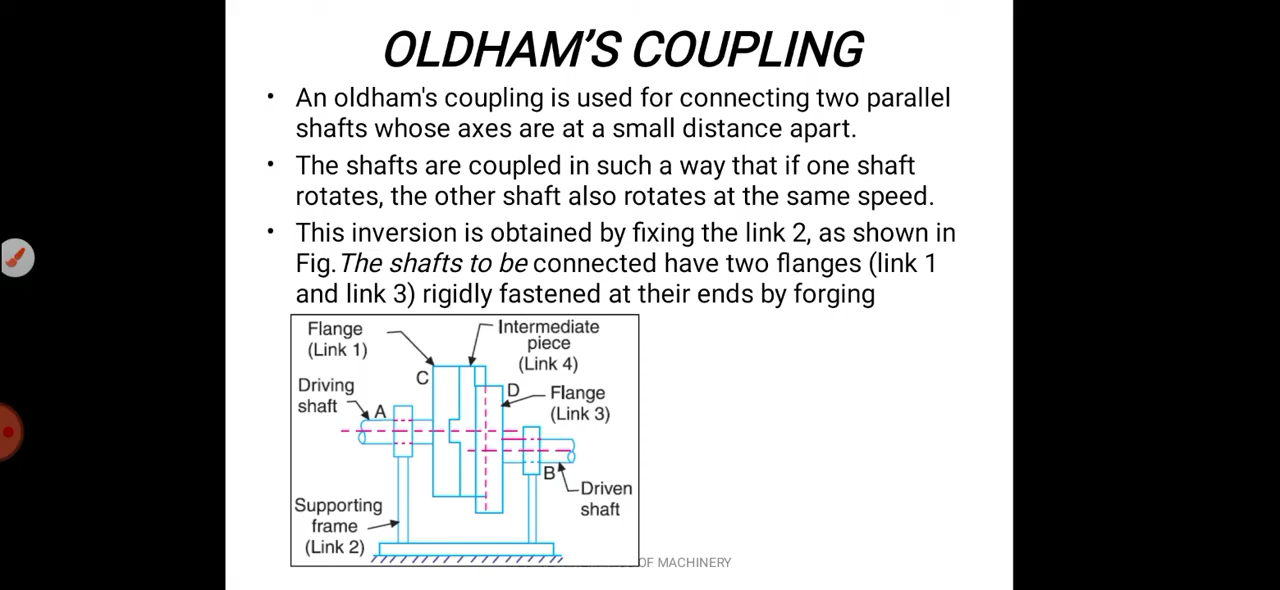 OLDHAM’S COUPLING
• An oldham's coupling is used for connecting two parallel
shafts whose axes are at a small distance apart.
• The shafts are coupled in such a way that if one shaft
rotates, the other shaft also rotates at the same speed.
• This inversion is obtained by fixing the link 2, as shown in
Fig.The shafts to be connected have two flanges (link 1
and link 3) rigidly fastened at their ends by forging
Flange
(Link 1)
Intermediate
piece
(Link 4)
C
D
Driving
shaft
A
Flange
(Link 3)
B
Driven
shaft
Supporting
frame
(Link 2)
OF MACHINERY